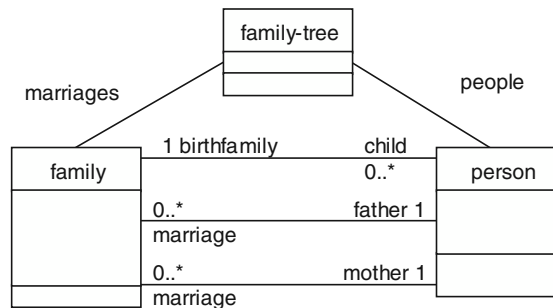 family-tree
marriages
people
1 birthfamily
child
family
0..*
person
0..*
father 1
marriage
0..*
mother 1
marriage